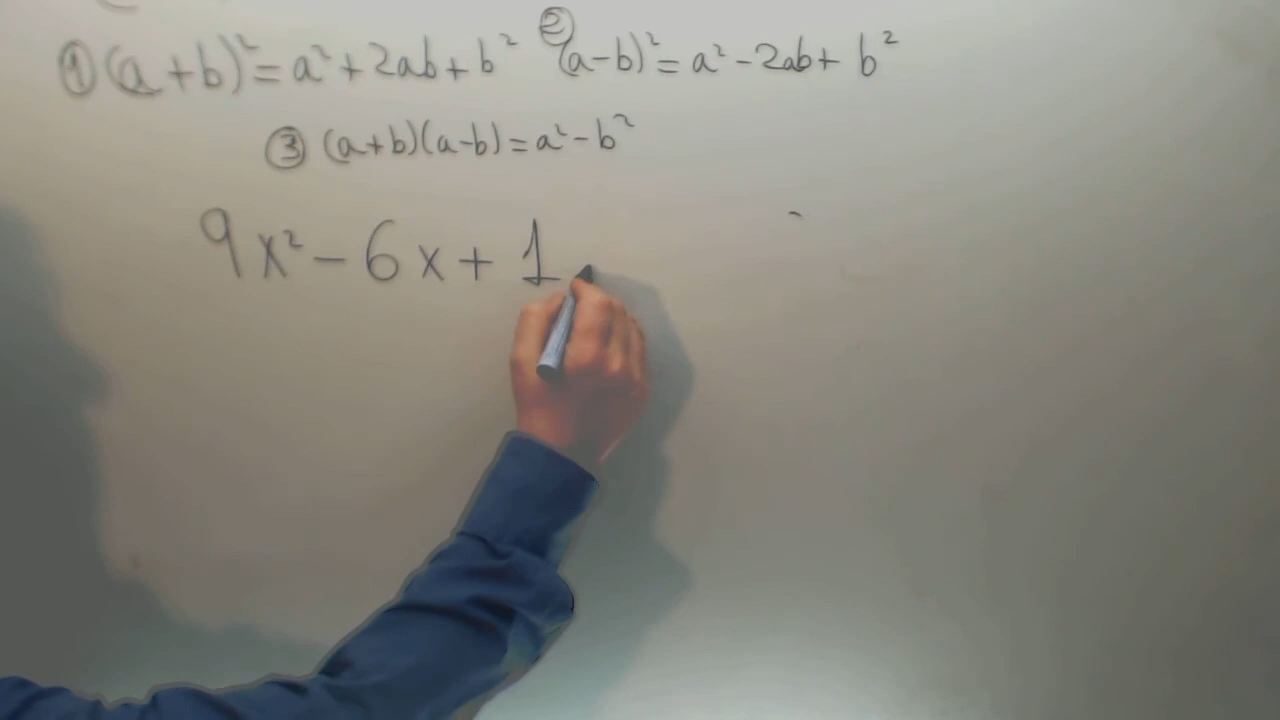 ① (a+b)² = a² + 2ab + b² ② (a-b)² = a² - 2ab + b²
③ (a+b)(a-b) = a² - b²
9x² - 6x + 1